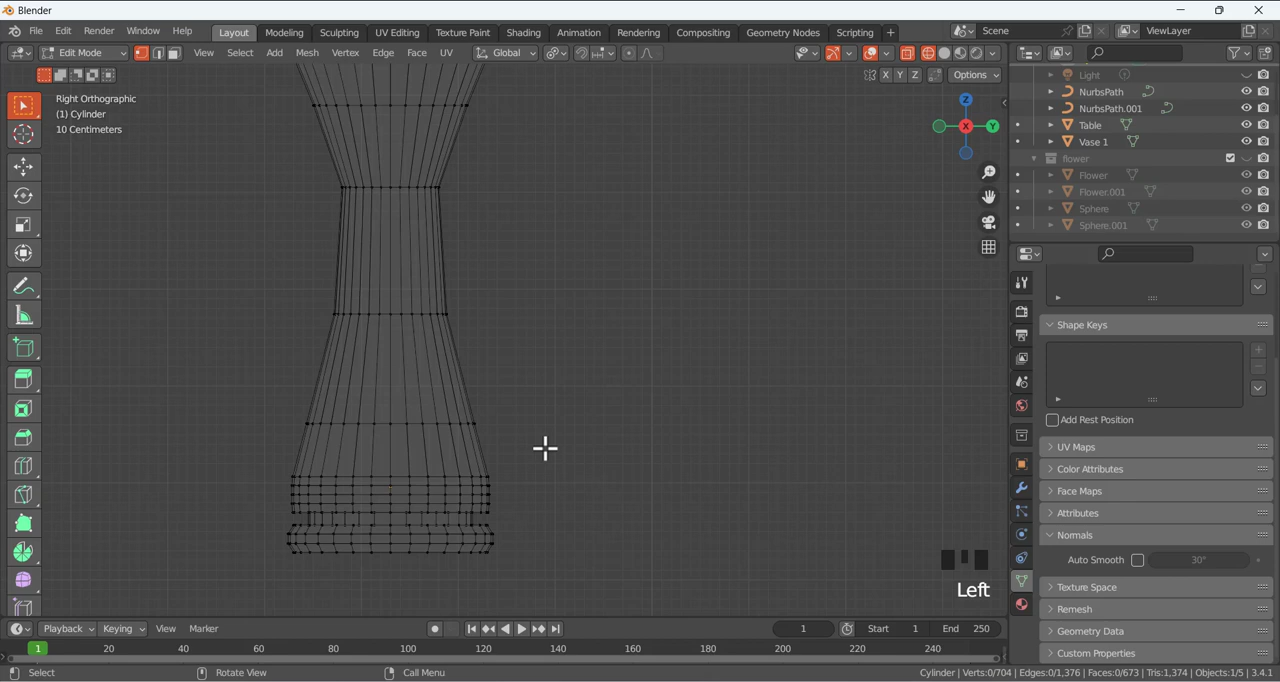 Blender
File Edit Render Window Help Layout Modeling Sculpting UV Editing Texture Paint Shading Animation Rendering Compositing Geometry Nodes Scripting + Scene ViewLayer
Edit Mode View Select Add Mesh Vertex Edge Face UV Global
X Y Z Options
Right Orthographic
(1) Cylinder
10 Centimeters
Z
X
Y
Light
NurbsPath
NurbsPath.001
Table
Vase 1
flower
Flower
Flower.001
Sphere
Sphere.001
Shape Keys
Add Rest Position
UV Maps
Color Attributes
Face Maps
Attributes
Normals
Auto Smooth 30°
Texture Space
Remesh
Geometry Data
Custom Properties
Left
Playback Keying View Marker 1 Start 1 End 250
1 20 40 60 80 100 120 140 160 180 200 220 240
Select Rotate View Call Menu Cylinder | Verts:0/704 | Edges:0/1,376 | Faces:0/673 | Tris:1,374 | Objects:1/5 | 3.4.1